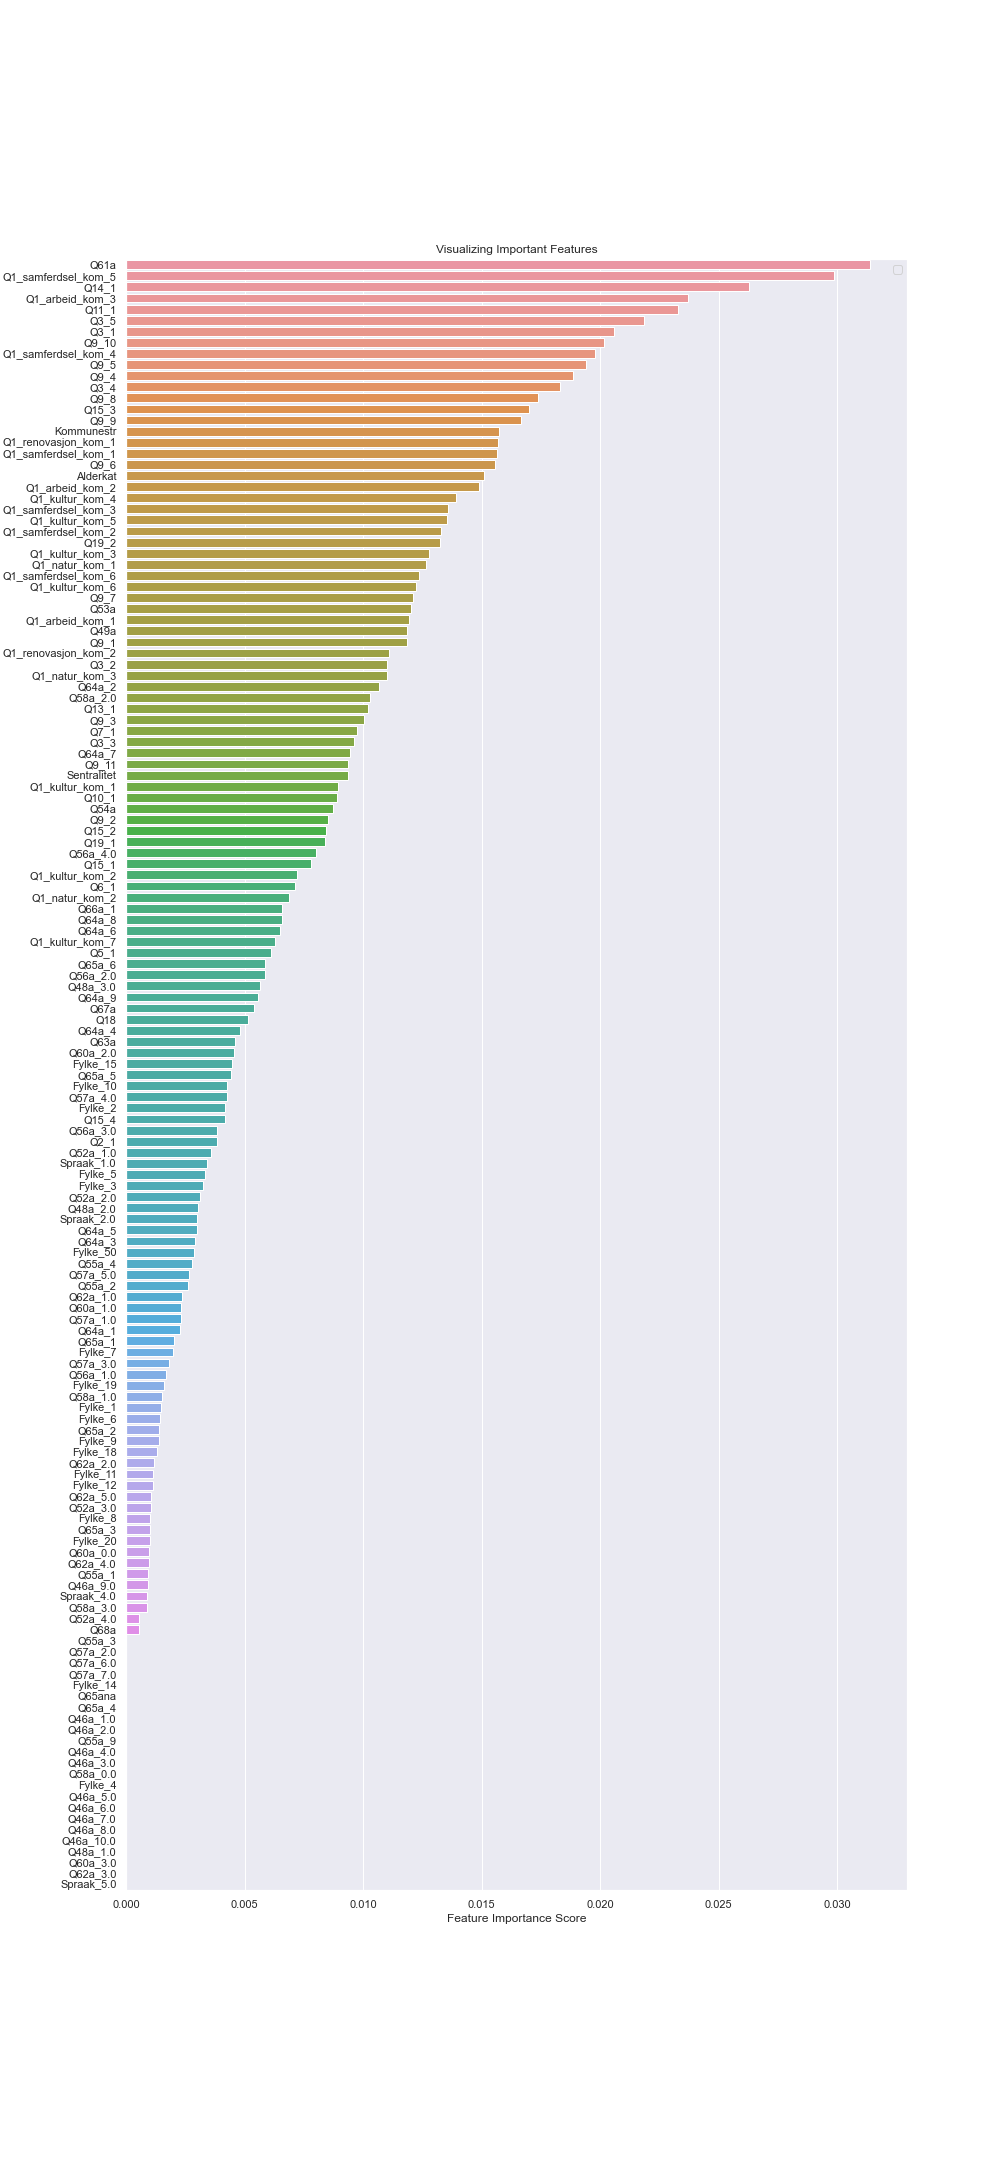 Visualizing Important Features
Q61a
Q1_samferdsel_kom_5
Q14_1
Q1_arbeid_kom_3
Q11_1
Q3_5
Q3_1
Q9_10
Q1_samferdsel_kom_4
Q9_5
Q9_4
Q3_4
Q9_8
Q15_3
Q9_9
Kommunestr
Q1_renovasjon_kom_1
Q1_samferdsel_kom_1
Q9_6
Alderkat
Q1_arbeid_kom_2
Q1_kultur_kom_4
Q1_samferdsel_kom_3
Q1_kultur_kom_5
Q1_samferdsel_kom_2
Q19_2
Q1_kultur_kom_3
Q1_natur_kom_1
Q1_samferdsel_kom_6
Q1_kultur_kom_6
Q9_7
Q53a
Q1_arbeid_kom_1
Q49a
Q9_1
Q1_renovasjon_kom_2
Q3_2
Q1_natur_kom_3
Q64a_2
Q58a_2.0
Q13_1
Q9_3
Q7_1
Q3_3
Q64a_7
Q9_11
Sentralitet
Q1_kultur_kom_1
Q10_1
Q54a
Q9_2
Q15_2
Q19_1
Q56a_4.0
Q15_1
Q1_kultur_kom_2
Q6_1
Q1_natur_kom_2
Q66a_1
Q64a_8
Q64a_6
Q1_kultur_kom_7
Q5_1
Q65a_6
Q56a_2.0
Q48a_3.0
Q64a_9
Q67a
Q18
Q64a_4
Q63a
Q60a_2.0
Fylke_15
Q65a_5
Fylke_10
Q57a_4.0
Fylke_2
Q15_4
Q56a_3.0
Q2_1
Q52a_1.0
Spraak_1.0
Fylke_5
Fylke_3
Q52a_2.0
Q48a_2.0
Spraak_2.0
Q64a_5
Q64a_3
Fylke_50
Q55a_4
Q57a_5.0
Q55a_2
Q62a_1.0
Q60a_1.0
Q57a_1.0
Q64a_1
Q65a_1
Fylke_7
Q57a_3.0
Q56a_1.0
Fylke_19
Q58a_1.0
Fylke_1
Fylke_6
Q65a_2
Fylke_9
Fylke_18
Q62a_2.0
Fylke_11
Fylke_12
Q62a_5.0
Q52a_3.0
Fylke_8
Q65a_3
Fylke_20
Q60a_0.0
Q62a_4.0
Q55a_1
Q46a_9.0
Spraak_4.0
Q58a_3.0
Q52a_4.0
Q68a
Q55a_3
Q57a_2.0
Q57a_6.0
Q57a_7.0
Fylke_14
Q65ana
Q65a_4
Q46a_1.0
Q46a_2.0
Q55a_9
Q46a_4.0
Q46a_3.0
Q58a_0.0
Fylke_4
Q46a_5.0
Q46a_6.0
Q46a_7.0
Q46a_8.0
Q46a_10.0
Q48a_1.0
Q60a_3.0
Q62a_3.0
Spraak_5.0
0.000 0.005 0.010 0.015 0.020 0.025 0.030
Feature Importance Score